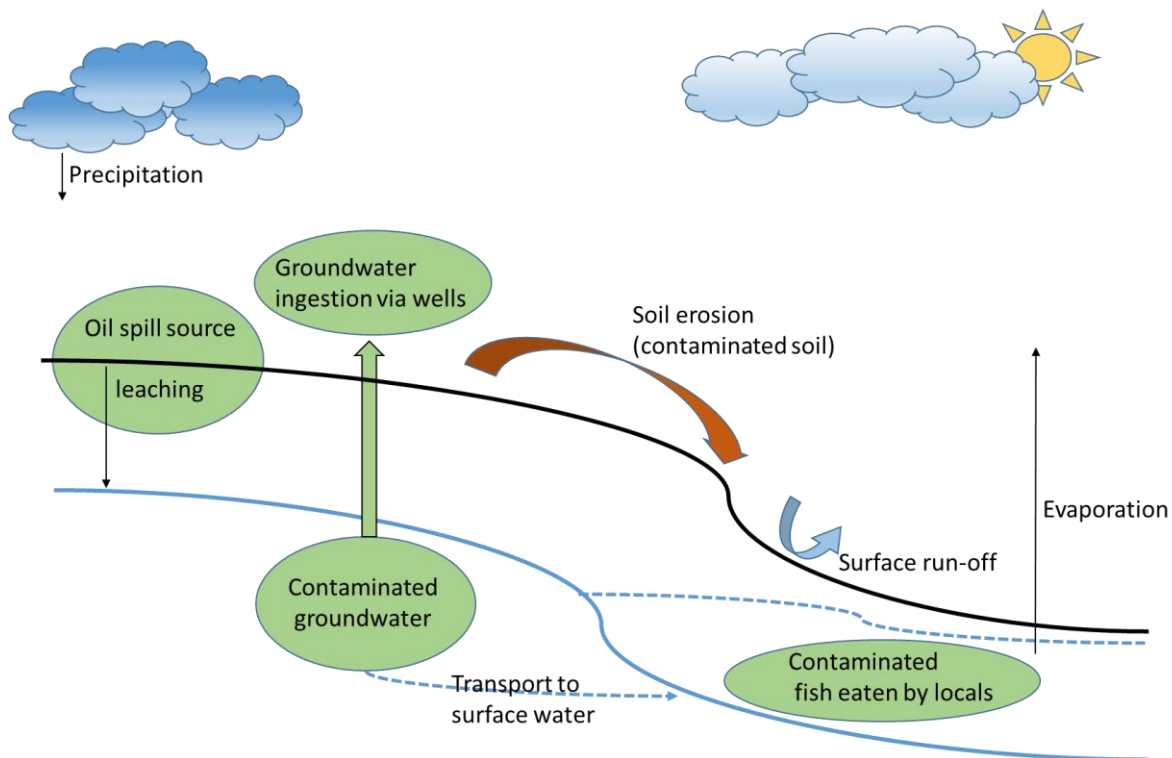 Precipitation
Groundwater
ingestion via wells
Oil spill source
leaching
Soil erosion
(contaminated soil)
Evaporation
Surface run-off
Contaminated
groundwater
Transport to
surface water
Contaminated
fish eaten by locals